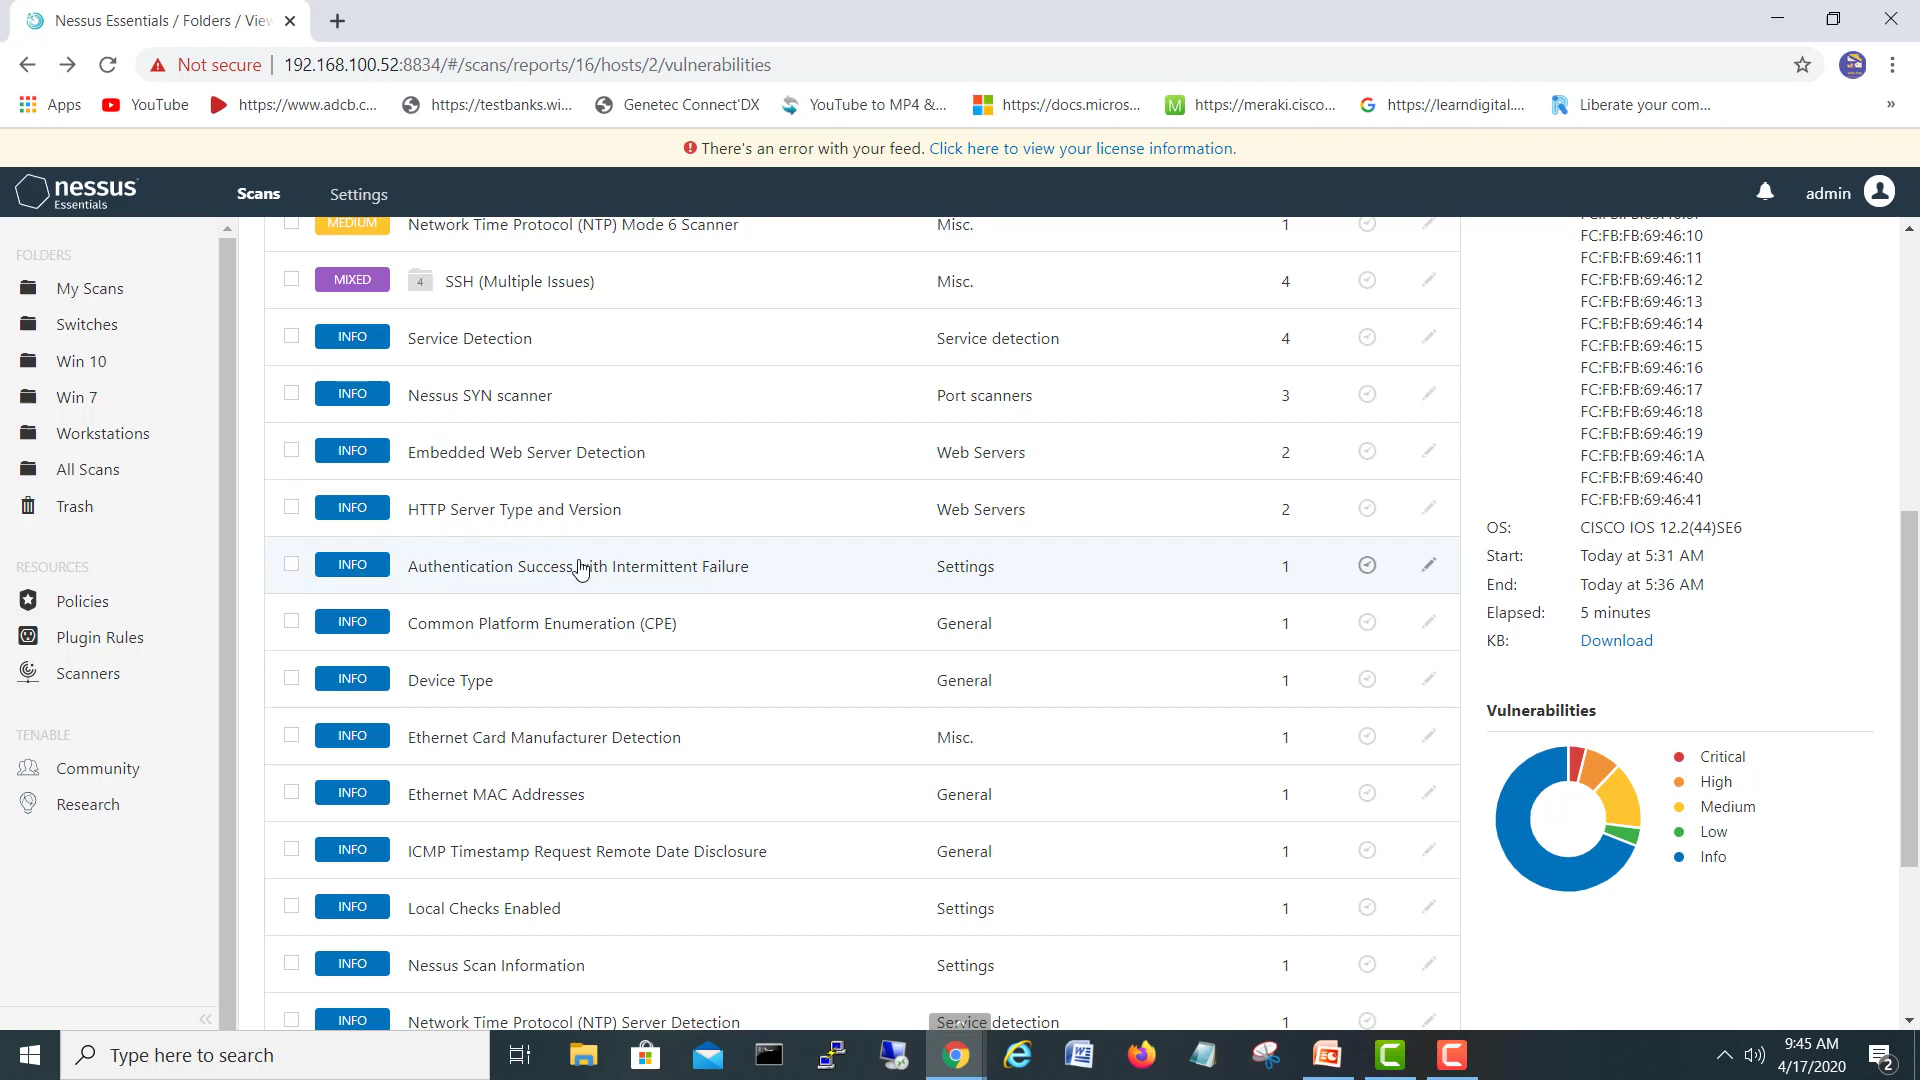 Nessus Essentials / Folders / View
Not secure | 192.168.100.52:8834/#/scans/reports/16/hosts/2/vulnerabilities
Apps YouTube https://www.adcb.c... https://testbanks.wi... Genetec Connect'DX YouTube to MP4 &... https://docs.micros... https://meraki.cisco... https://learndigital.... Liberate your com... »
There's an error with your feed. Click here to view your license information.
nessus
Essentials
Scans Settings admin
FOLDERS
My Scans
Switches
Win 10
Win 7
Workstations
All Scans
Trash
RESOURCES
Policies
Plugin Rules
Scanners
TENABLE
Community
Research
MEDIUM Network Time Protocol (NTP) Mode 6 Scanner Misc. 1
MIXED 4 SSH (Multiple Issues) Misc. 4
INFO Service Detection Service detection 4
INFO Nessus SYN scanner Port scanners 3
INFO Embedded Web Server Detection Web Servers 2
INFO HTTP Server Type and Version Web Servers 2
INFO Authentication Success with Intermittent Failure Settings 1
INFO Common Platform Enumeration (CPE) General 1
INFO Device Type General 1
INFO Ethernet Card Manufacturer Detection Misc. 1
INFO Ethernet MAC Addresses General 1
INFO ICMP Timestamp Request Remote Date Disclosure General 1
INFO Local Checks Enabled Settings 1
INFO Nessus Scan Information Settings 1
INFO Network Time Protocol (NTP) Server Detection Service detection 1
FC:FB:FB:69:46:10
FC:FB:FB:69:46:11
FC:FB:FB:69:46:12
FC:FB:FB:69:46:13
FC:FB:FB:69:46:14
FC:FB:FB:69:46:15
FC:FB:FB:69:46:16
FC:FB:FB:69:46:17
FC:FB:FB:69:46:18
FC:FB:FB:69:46:19
FC:FB:FB:69:46:1A
FC:FB:FB:69:46:40
FC:FB:FB:69:46:41
OS: CISCO IOS 12.2(44)SE6
Start: Today at 5:31 AM
End: Today at 5:36 AM
Elapsed: 5 minutes
KB: Download
Vulnerabilities
Critical
High
Medium
Low
Info
Type here to search
9:45 AM
4/17/2020
2